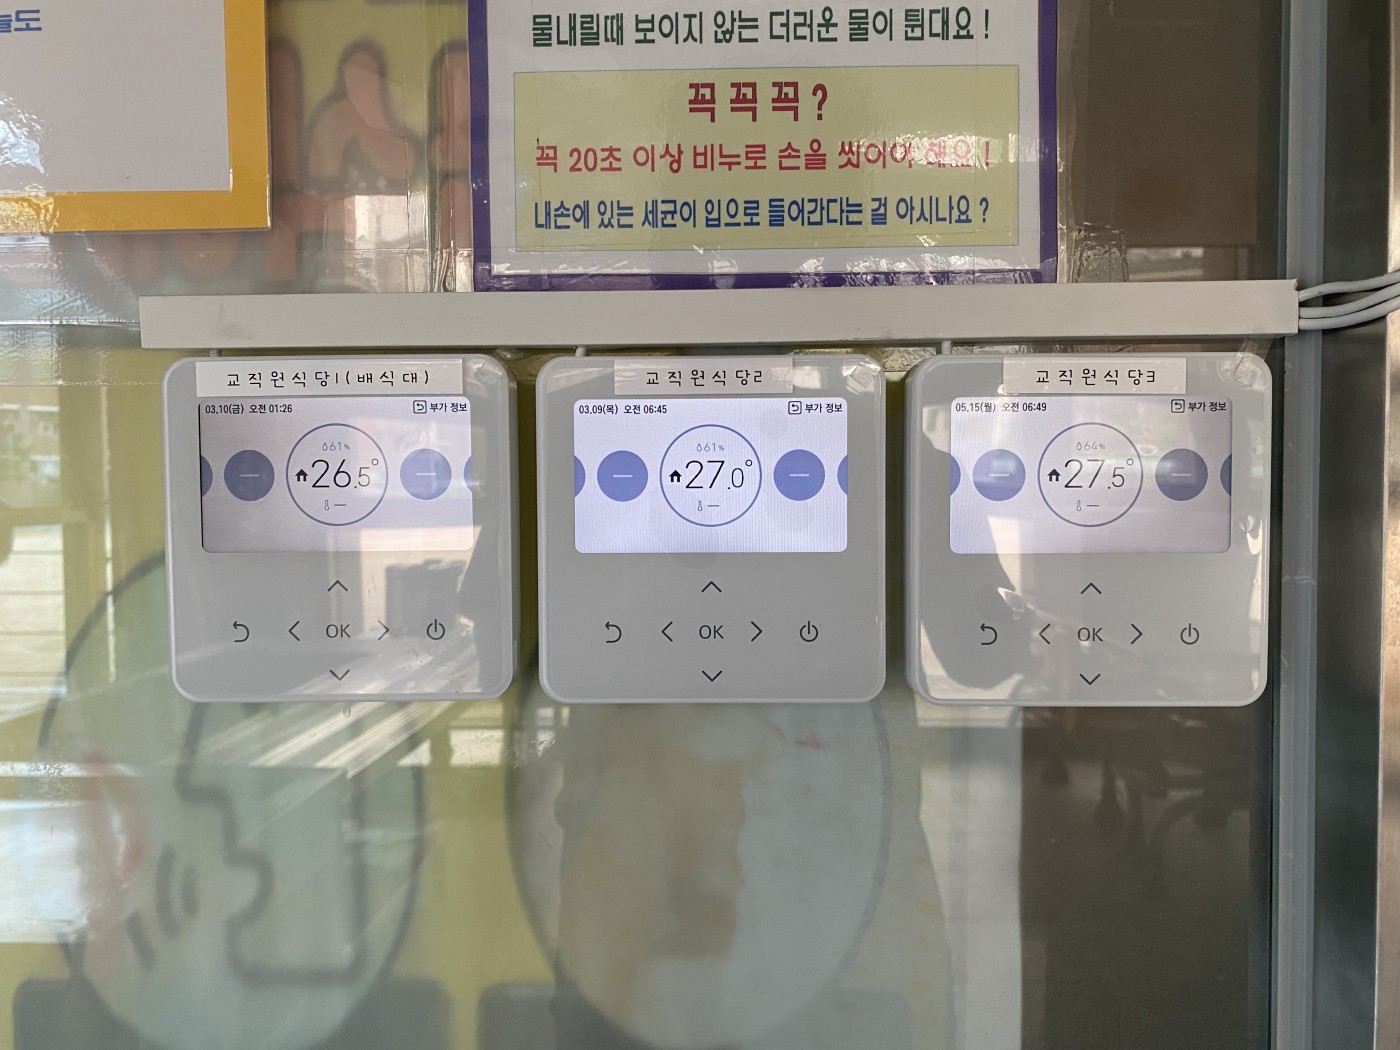 늘도
물내릴때 보이지 않는 더러운 물이 튄대요 !
꼭 꼭 꼭 ?
꼭 20초 이상 비누로 손을 씻어야 해요 !
내손에 있는 세균이 입으로 들어간다는 걸 아시나요 ?
교직원식당1(배식대)
03.10(금) 오전 01:26 부가 정보
61%
26.5°
OK
교직원식당2
03.09(목) 오전 06:45 부가 정보
61%
27.0°
OK
교직원식당3
05.15(월) 오전 06:49 부가 정보
64%
27.5°
OK